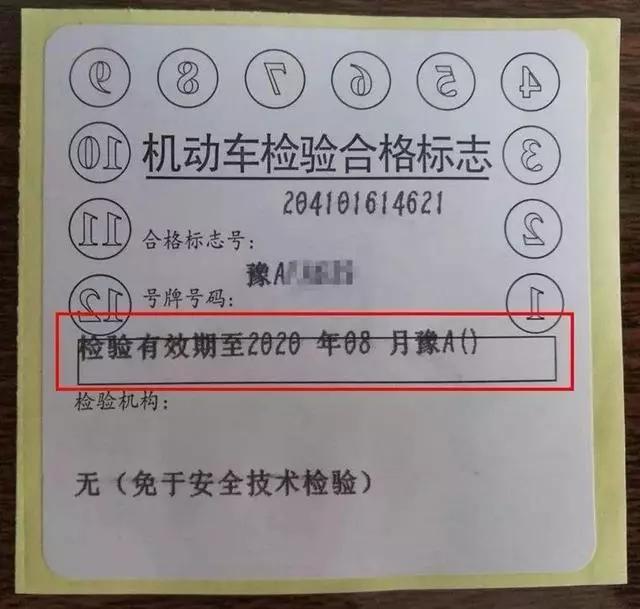 9 8 7 6 5 4
10 机动车检验合格标志 3
204101614621
11 合格标志号: 2
豫A
12 号牌号码: 1
检验有效期至2020 年08 月豫A()
检验机构:
无(免于安全技术检验)